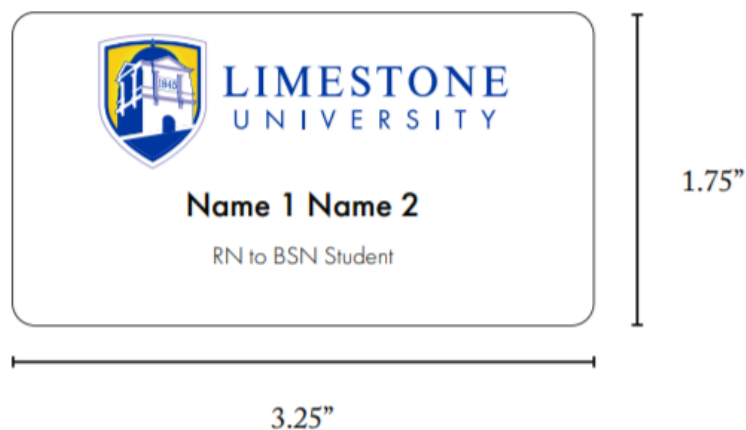 1845
LIMESTONE
UNIVERSITY
Name 1 Name 2
RN to BSN Student
1.75”
3.25”